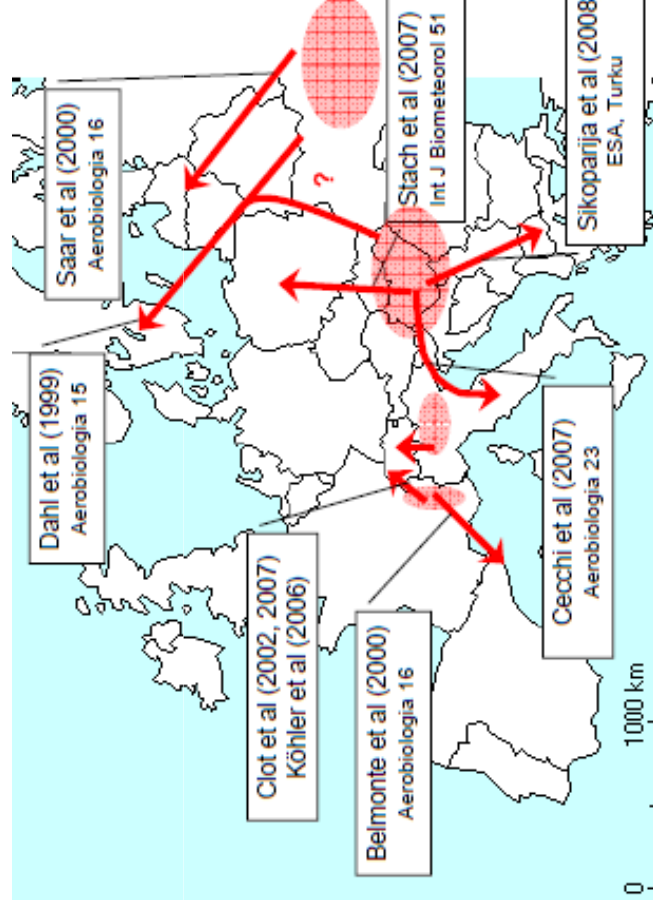 Saar et al (2000)
Aerobiologia 16
Dahl et al (1999)
Aerobiologia 15
Stach et al (2007)
Int J Biometeorol 51
?
Clot et al (2002, 2007)
Köhler et al (2006)
Sikoparija et al (2008
ESA, Turku
Belmonte et al (2000)
Aerobiologia 16
Cecchi et al (2007)
Aerobiologia 23
0
1000 km